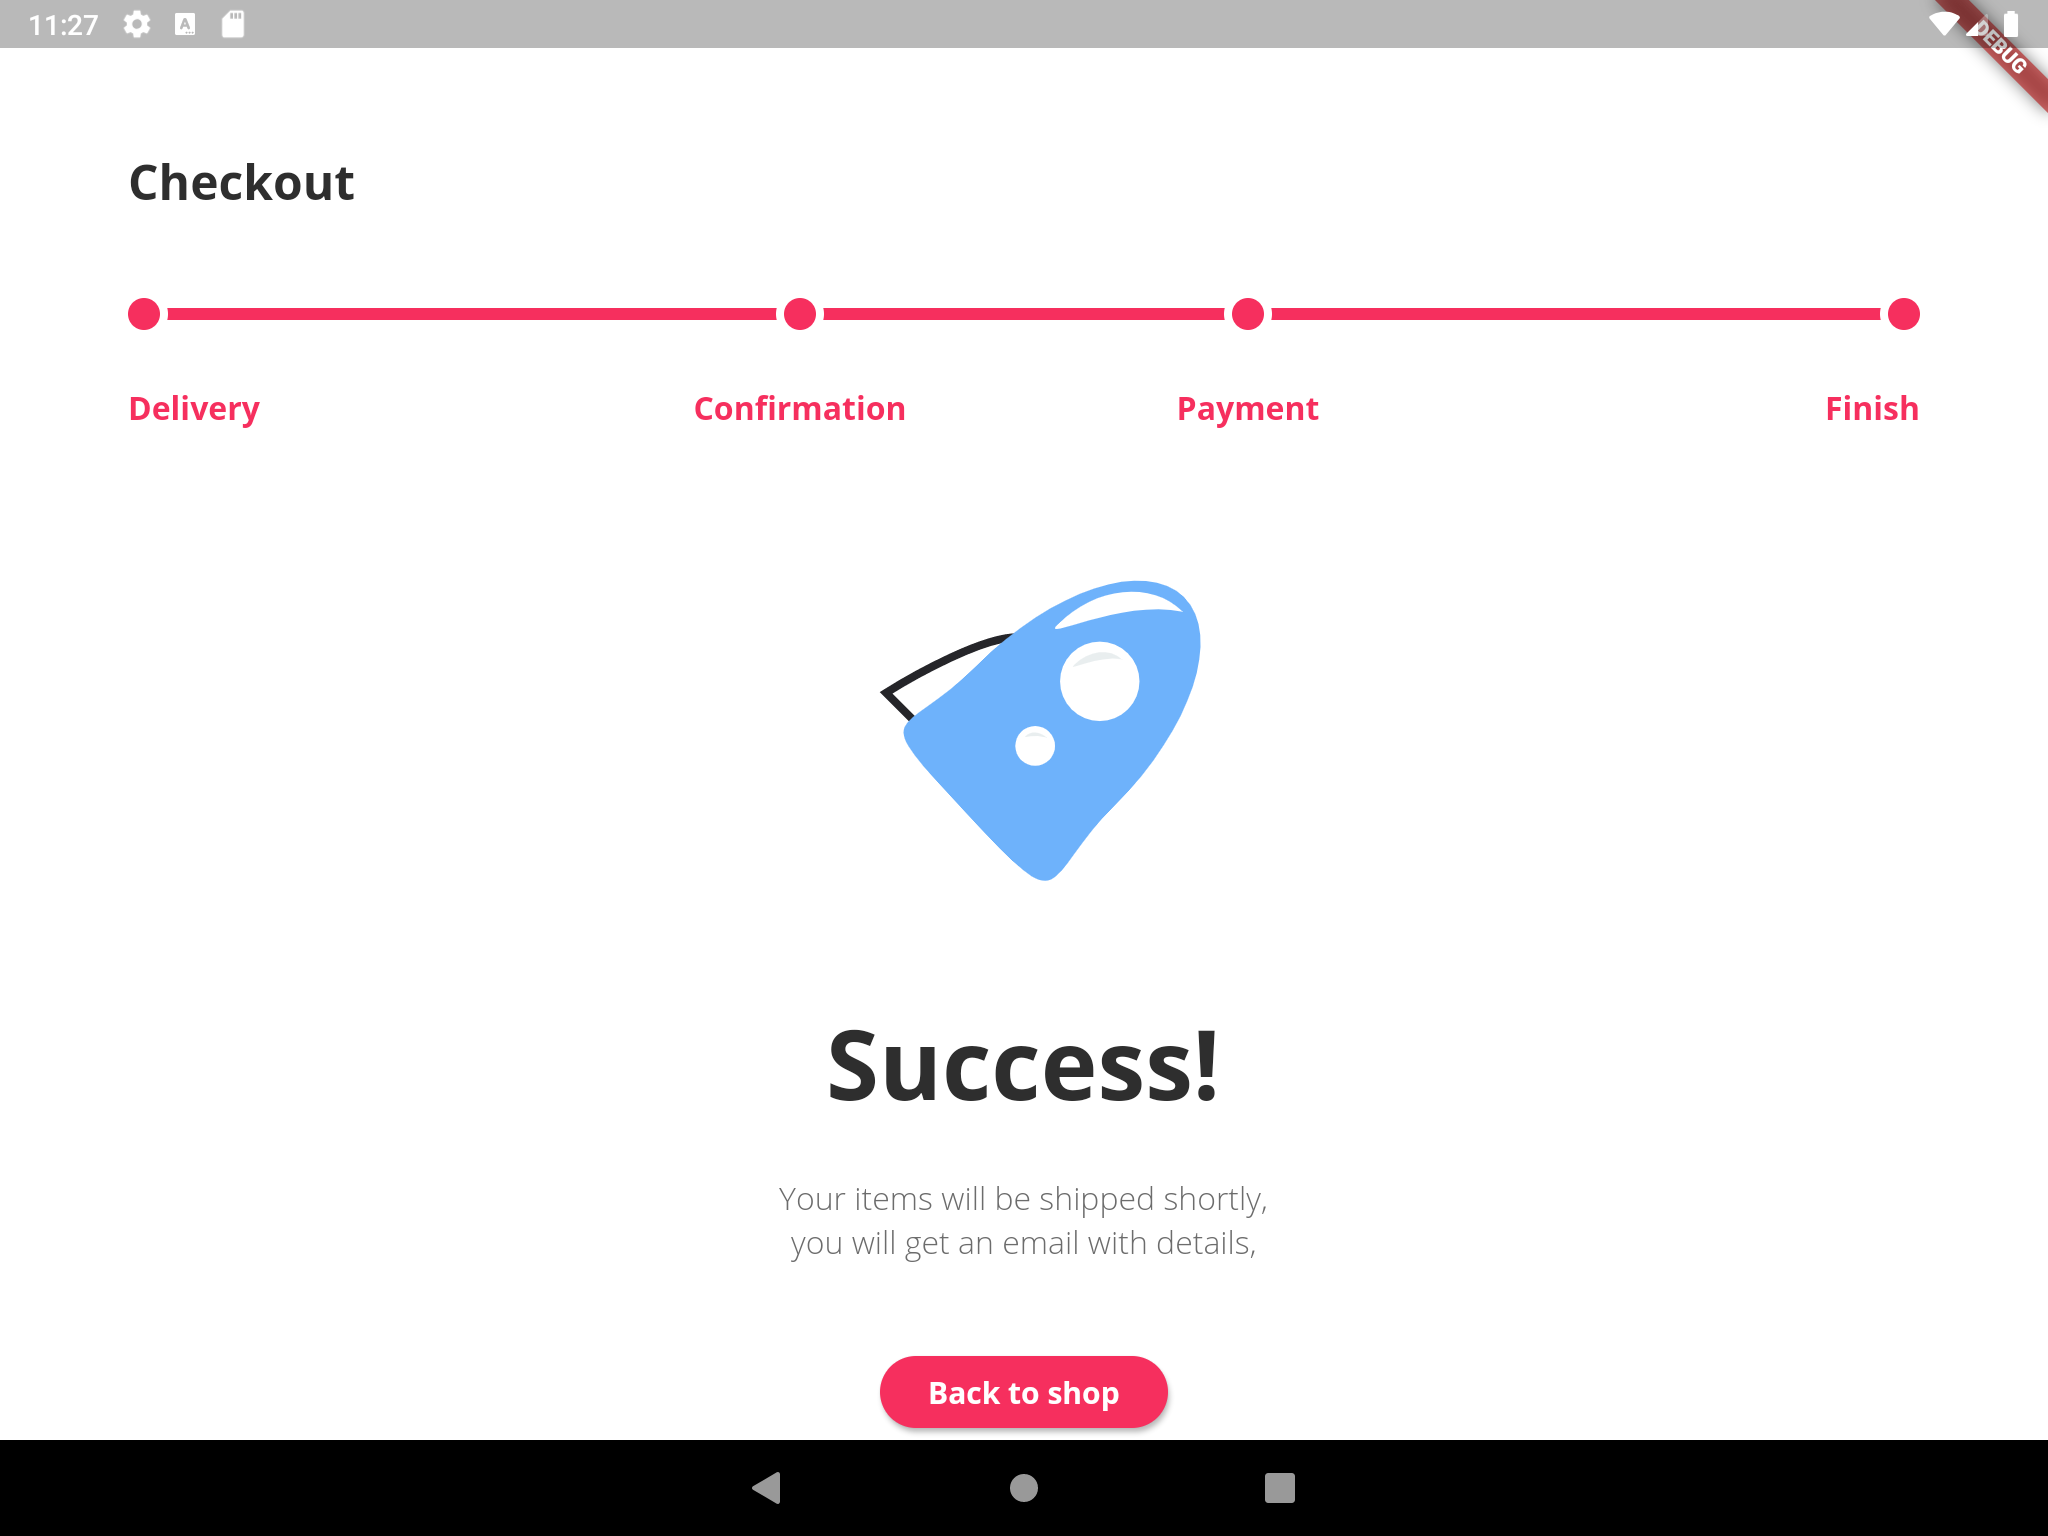 11:27
DEBUG
Checkout
Delivery
Confirmation
Payment
Finish
Success!
Your items will be shipped shortly,
you will get an email with details,
Back to shop